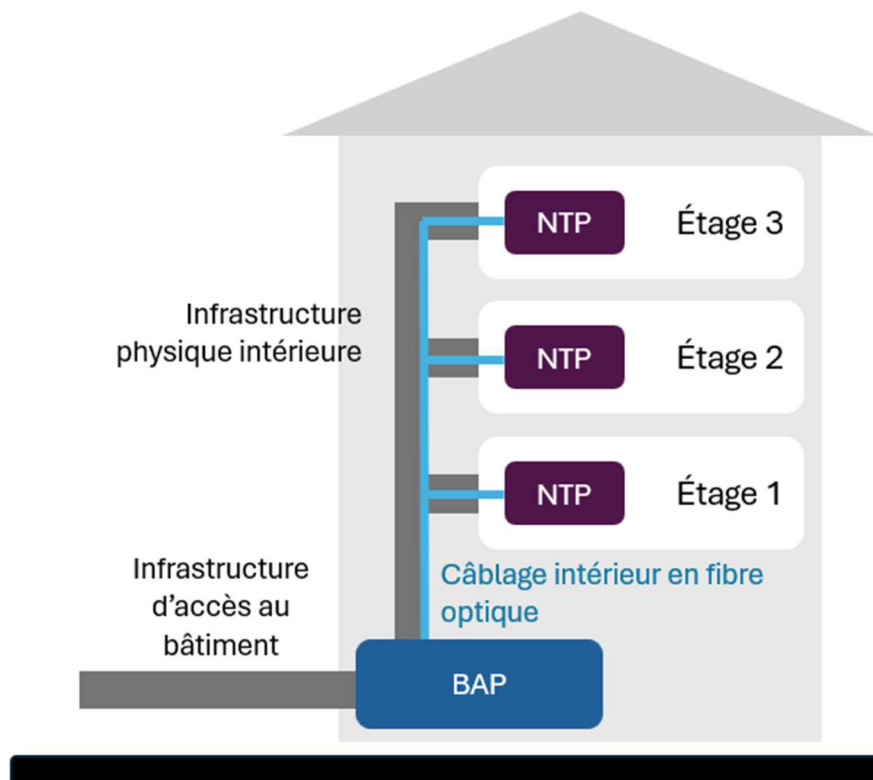 NTP
Étage 3
Infrastructure
physique intérieure
NTP
Étage 2
NTP
Étage 1
Infrastructure
d’accès au
bâtiment
Câblage intérieur en fibre
optique
BAP